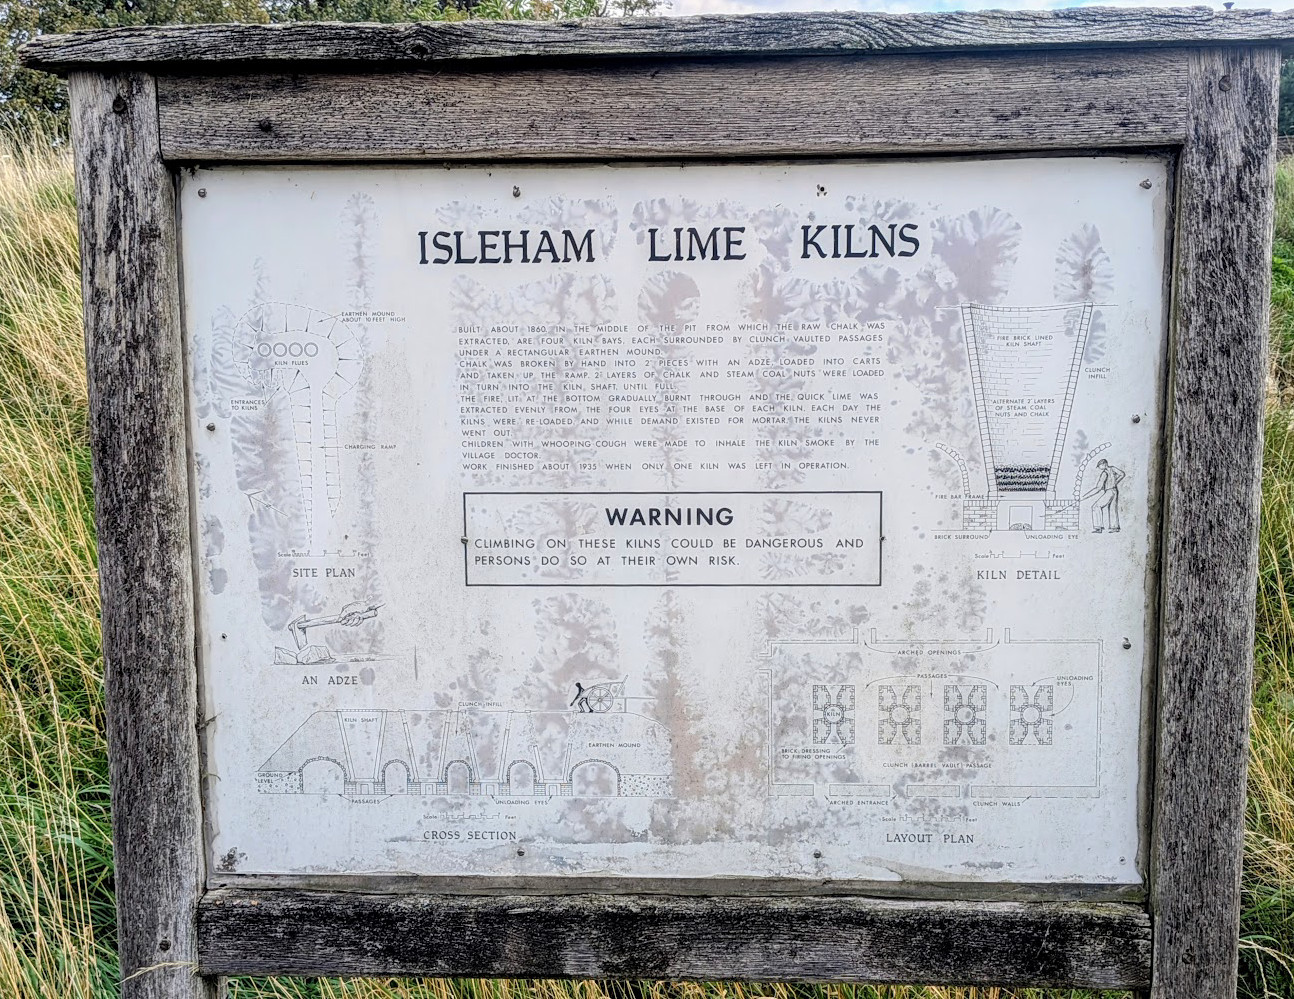 ISLEHAM LIME KILNS
BUILT ABOUT 1860 IN THE MIDDLE OF THE PIT FROM WHICH THE RAW CHALK WAS
EXTRACTED, ARE FOUR KILN BAYS. EACH SURROUNDED BY CLUNCH VAULTED PASSAGES
UNDER A RECTANGULAR EARTHEN MOUND.
CHALK WAS BROKEN BY HAND INTO 2" PIECES WITH AN ADZE, LOADED INTO CARTS
AND TAKEN UP THE RAMP. 2' LAYERS OF CHALK AND STEAM COAL NUTS WERE LOADED
IN TURN INTO THE KILN SHAFT UNTIL FULL.
THE FIRE, LIT AT THE BOTTOM GRADUALLY BURNT THROUGH AND THE QUICK LIME WAS
EXTRACTED EVENLY FROM THE FOUR EYES AT THE BASE OF EACH KILN. EACH DAY THE
KILNS WERE RE-LOADED AND WHILE DEMAND EXISTED FOR MORTAR THE KILNS NEVER
WENT OUT.
CHILDREN WITH WHOOPING-COUGH WERE MADE TO INHALE THE KILN SMOKE BY THE
VILLAGE DOCTOR.
WORK FINISHED ABOUT 1935 WHEN ONLY ONE KILN WAS LEFT IN OPERATION.
WARNING
CLIMBING ON THESE KILNS COULD BE DANGEROUS AND
PERSONS DO SO AT THEIR OWN RISK.
EARTHEN MOUND
ABOUT 10 FEET HIGH
KILN FLUES
ENTRANCES
TO KILNS
CHARGING RAMP
Scale Feet
SITE PLAN
AN ADZE
FIRE BRICK LINED
KILN SHAFT
CLUNCH
INFILL
ALTERNATE 2' LAYERS
OF STEAM COAL
NUTS AND CHALK
FIRE BAR FRAME
BRICK SURROUND
UNLOADING EYE
Scale Feet
KILN DETAIL
CLUNCH INFILL
KILN SHAFT
EARTHEN MOUND
GROUND
LEVEL
PASSAGES
UNLOADING EYES
Scale Feet
CROSS SECTION
ARCHED OPENINGS
PASSAGES
UNLOADING
EYES
KILN
BRICK DRESSING
TO FIRING OPENINGS
CLUNCH (BARREL VAULT) PASSAGE
ARCHED ENTRANCE
CLUNCH WALLS
Scale Feet
LAYOUT PLAN